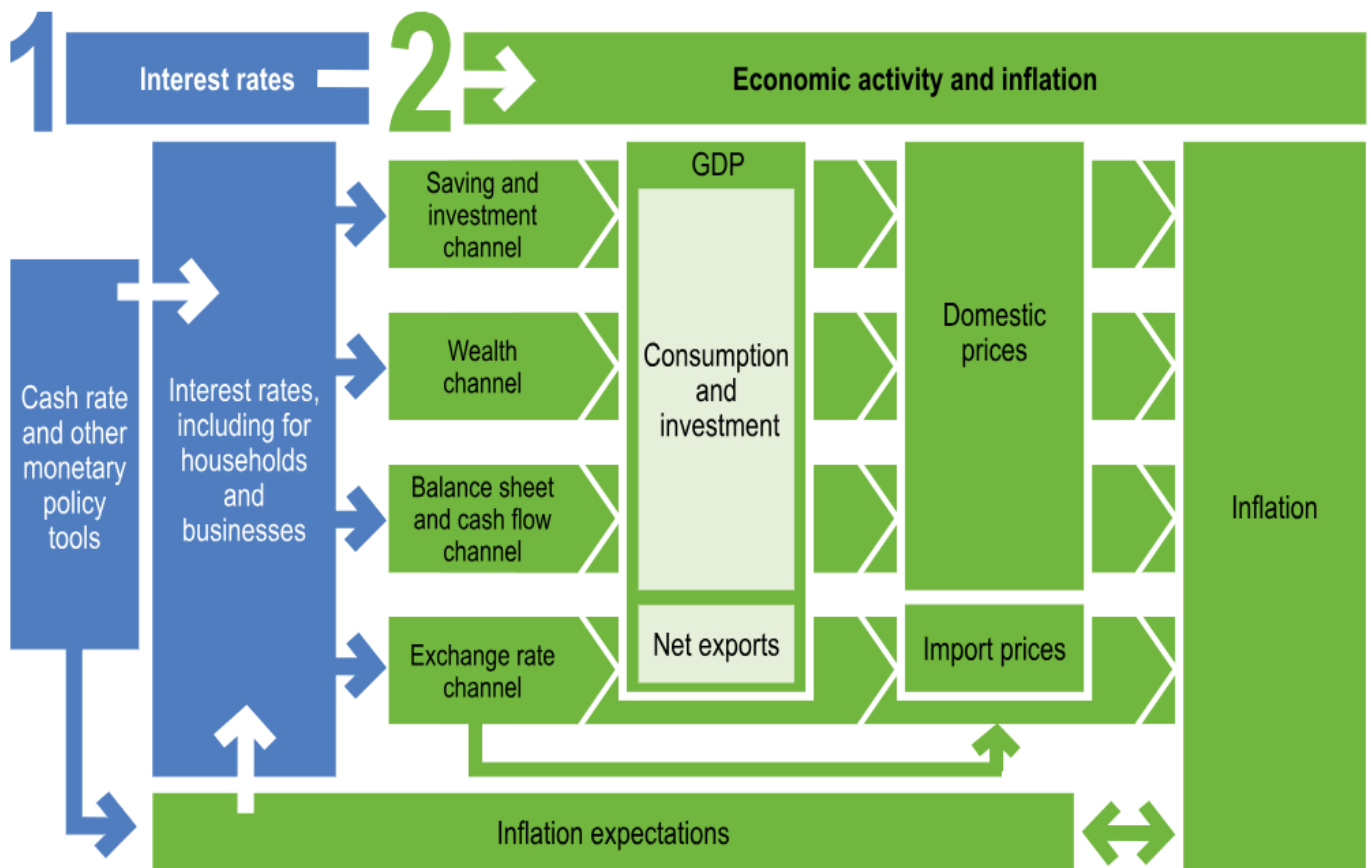 1
Interest rates
2
Economic activity and inflation
Cash rate
and other
monetary
policy
tools
Interest rates,
including for
households
and
businesses
Saving and
investment
channel
Wealth
channel
Balance sheet
and cash flow
channel
Exchange rate
channel
GDP
Consumption
and
investment
Net exports
Domestic
prices
Import prices
Inflation
Inflation expectations